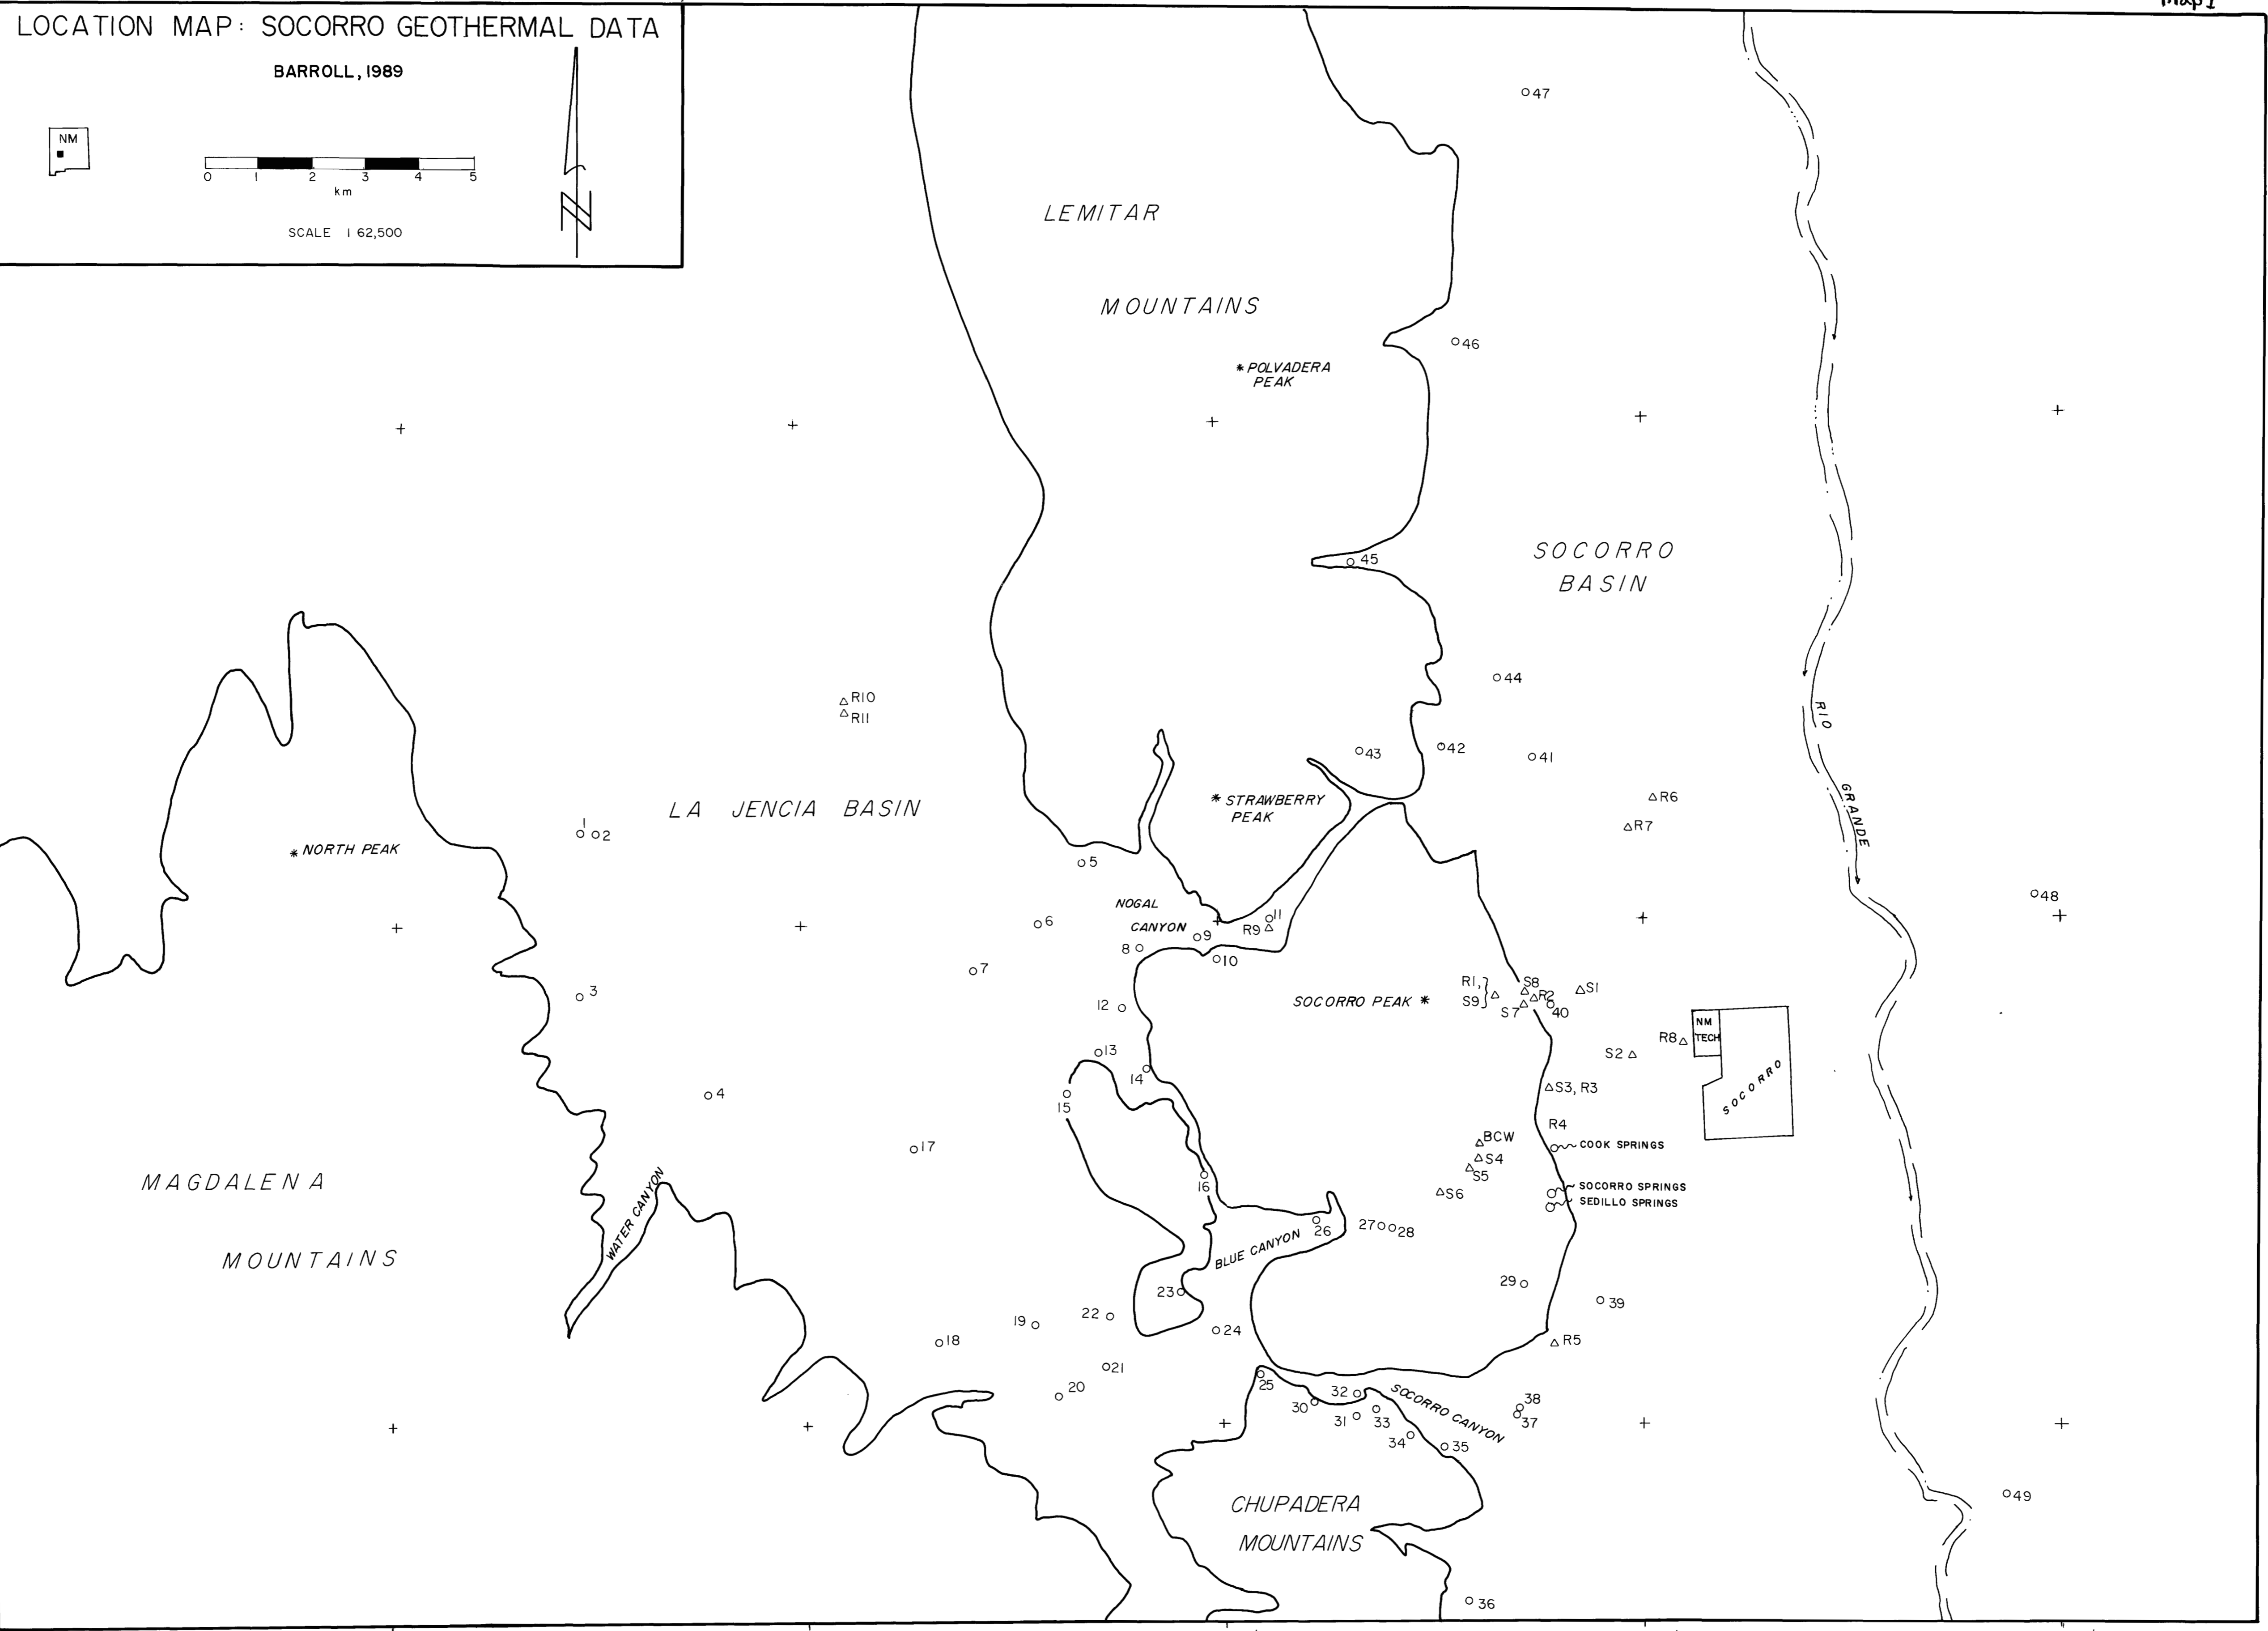 Map 1
LOCATION MAP: SOCORRO GEOTHERMAL DATA
BARROLL, 1989
NM
0 1 2 3 4 5
km
SCALE 1 62,500
N
47
LEMITAR
MOUNTAINS
46
* POLVADERA
PEAK
45
SOCORRO
BASIN
44
R10
R11
RIO
GRANDE
43
42
41
R6
R7
LA JENCIA BASIN
* STRAWBERRY
PEAK
1
2
* NORTH PEAK
5
NOGAL
CANYON
6
11
R9
9
8
10
48
7
3
12
SOCORRO PEAK *
R1,
S9
S8
R2
S7
40
S1
NM
TECH
R8
S2
SOCORRO
13
14
15
4
S3, R3
R4
COOK SPRINGS
BCW
S4
S5
S6
SOCORRO SPRINGS
SEDILLO SPRINGS
17
16
MAGDALENA
MOUNTAINS
WATER CANYON
26
27
28
BLUE CANYON
23
29
39
22
19
24
18
R5
21
20
25
32
SOCORRO CANYON
30
31
33
38
37
34
35
CHUPADERA
MOUNTAINS
49
36